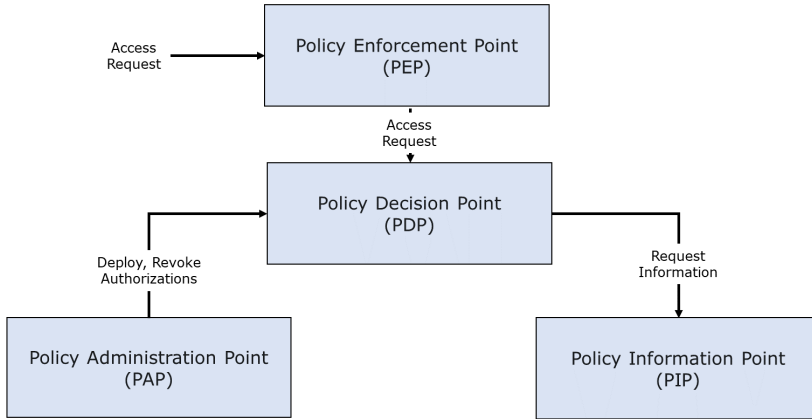 Policy Enforcement Point
(PEP)
Access
Request
Access
Request
Policy Decision Point
(PDP)
Deploy, Revoke
Authorizations
Request
Information
Policy Administration Point
(PAP)
Policy Information Point
(PIP)